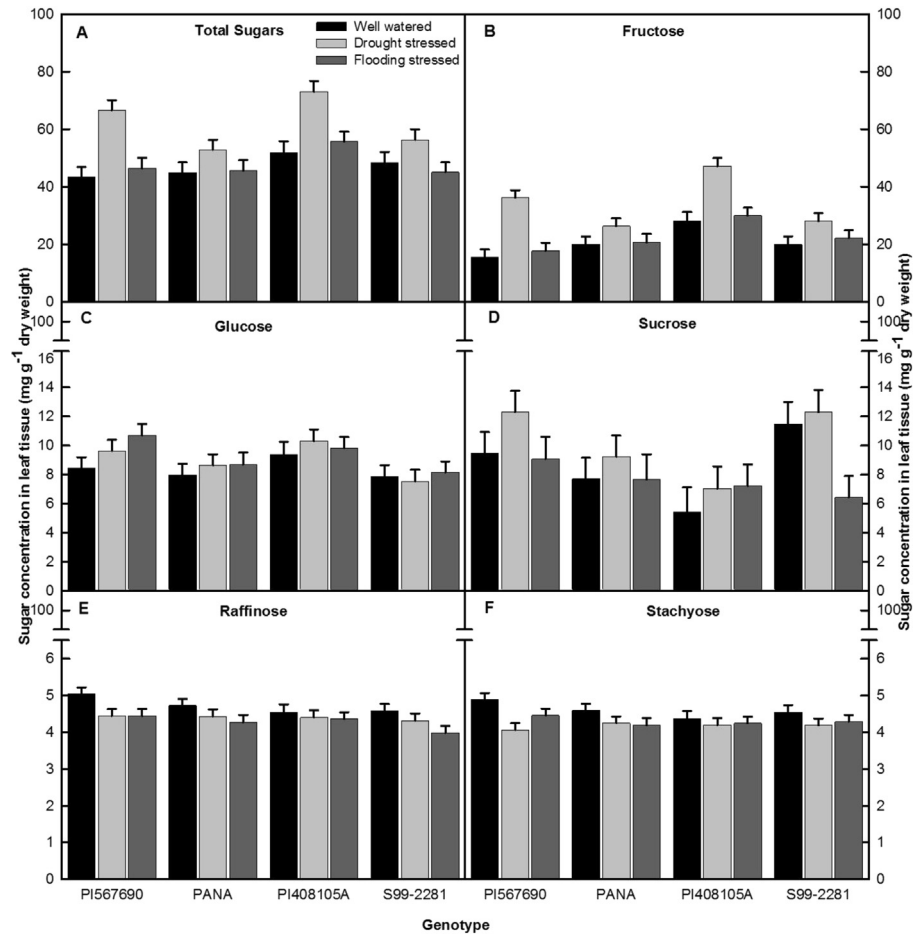 A
Total Sugars
Well watered
Drought stressed
Flooding stressed
B
Fructose
100
80
60
40
20
0
100
80
60
40
20
0
C
Glucose
D
Sucrose
100
16
14
12
10
8
6
4
2
0
100
16
14
12
10
8
6
4
2
0
E
Raffinose
F
Stachyose
100
6
5
4
3
2
1
0
100
6
5
4
3
2
1
0
Sugar concentration in leaf tissue (mg g-1 dry weight)
Sugar concentration in leaf tissue (mg g-1 dry weight)
PI567690 PANA PI408105A S99-2281 PI567690 PANA PI408105A S99-2281
Genotype